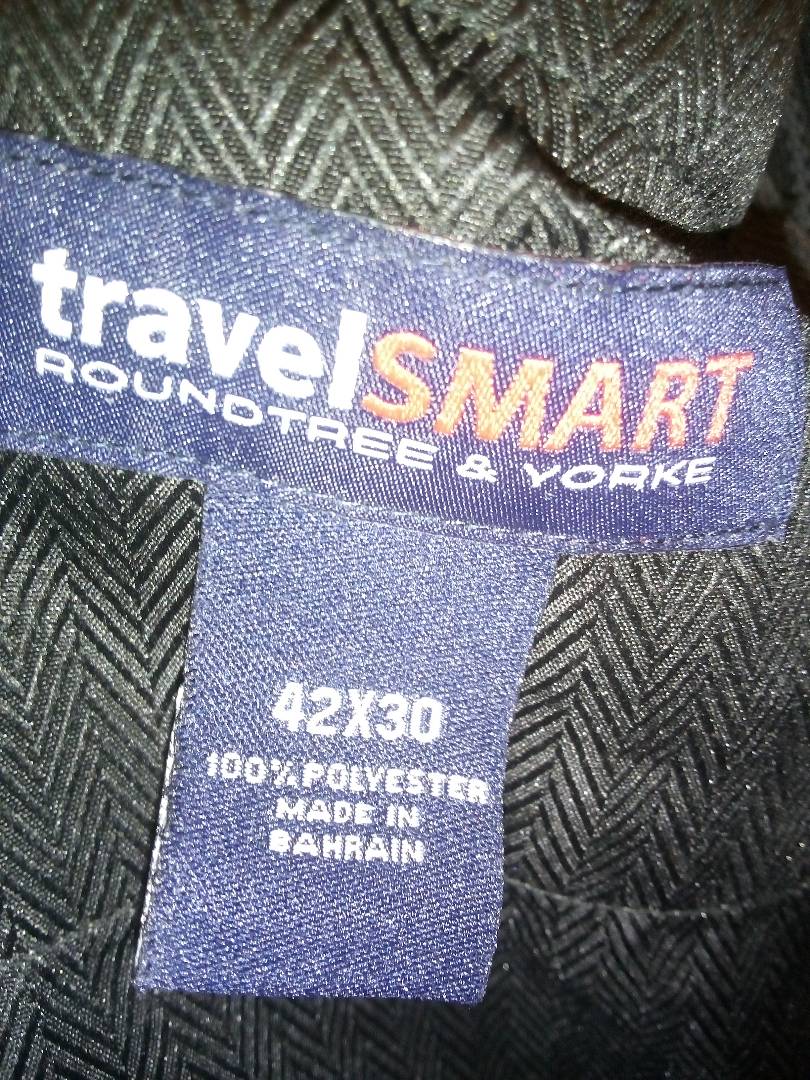 travelSMART
ROUNDTREE & YORKE
42X30
100% POLYESTER
MADE IN
BAHRAIN